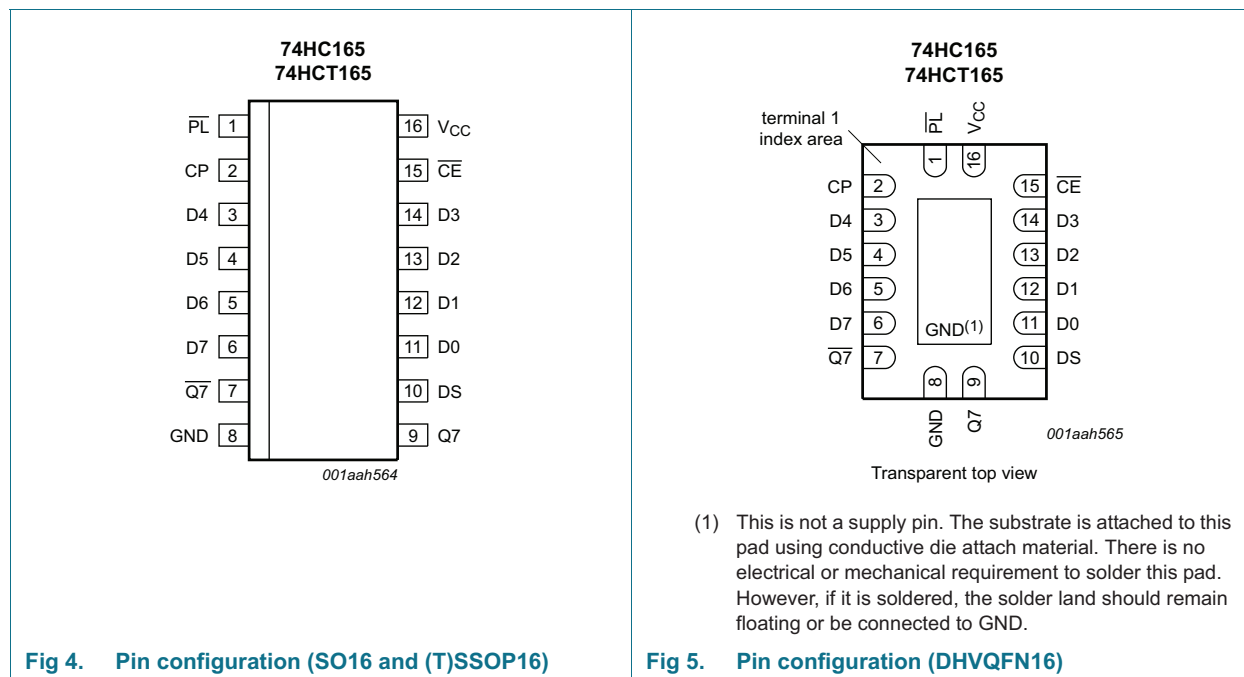 74HC165
74HCT165
PL 1
16 VCC
CP 2
15 CE
D4 3
14 D3
D5 4
13 D2
D6 5
12 D1
D7 6
11 D0
Q7 7
10 DS
GND 8
9 Q7
001aah564
Fig 4. Pin configuration (SO16 and (T)SSOP16)
74HC165
74HCT165
terminal 1
index area
PL
VCC
1
16
CP 2
15 CE
D4 3
14 D3
D5 4
13 D2
D6 5
12 D1
D7 6
GND(1)
11 D0
Q7 7
10 DS
8
9
GND
Q7
001aah565
Transparent top view
(1) This is not a supply pin. The substrate is attached to this
pad using conductive die attach material. There is no
electrical or mechanical requirement to solder this pad.
However, if it is soldered, the solder land should remain
floating or be connected to GND.
Fig 5. Pin configuration (DHVQFN16)